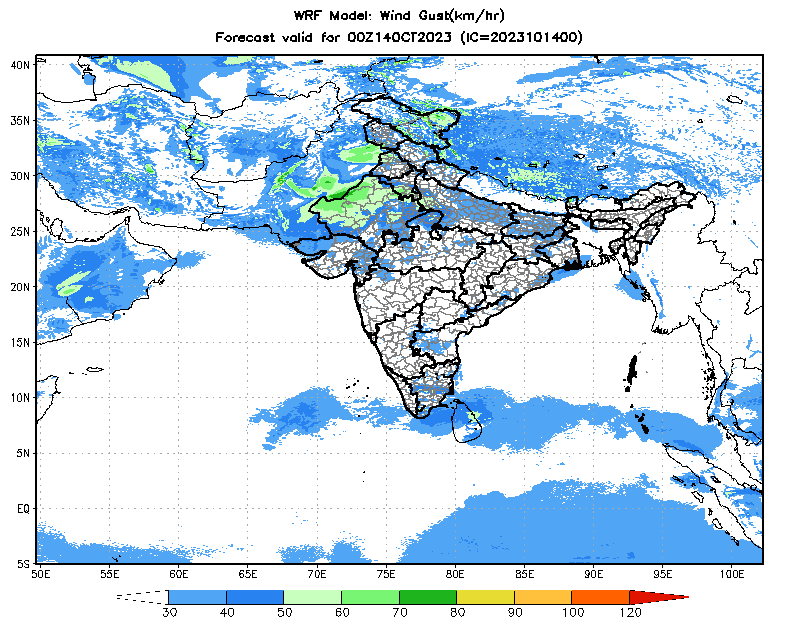 WRF Model: Wind Gust(km/hr)
Forecast valid for 00Z14OCT2023 (IC=2023101400)
40N
35N
30N
25N
20N
15N
10N
5N
EQ
5S
50E 55E 60E 65E 70E 75E 80E 85E 90E 95E 100E
30 40 50 60 70 80 90 100 120